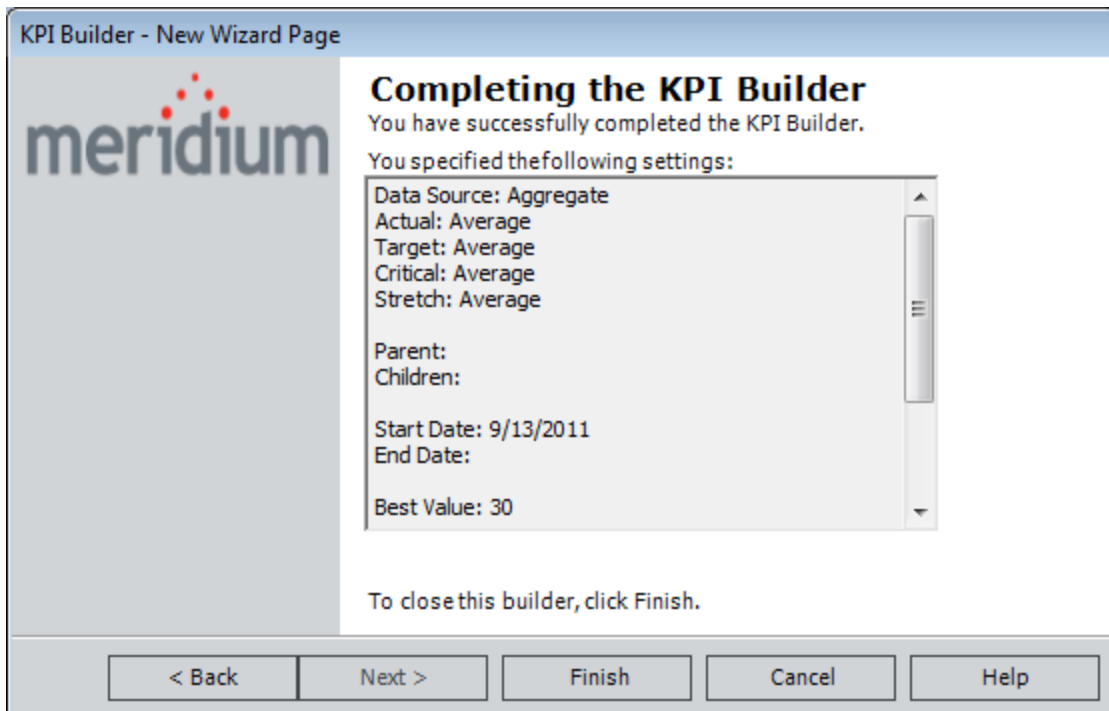 KPI Builder - New Wizard Page
meridium
Completing the KPI Builder
You have successfully completed the KPI Builder.
You specified thefollowing settings:
Data Source: Aggregate
Actual: Average
Target: Average
Critical: Average
Stretch: Average
Parent:
Children:
Start Date: 9/13/2011
End Date:
Best Value: 30
To close this builder, click Finish.
< Back
Next >
Finish
Cancel
Help